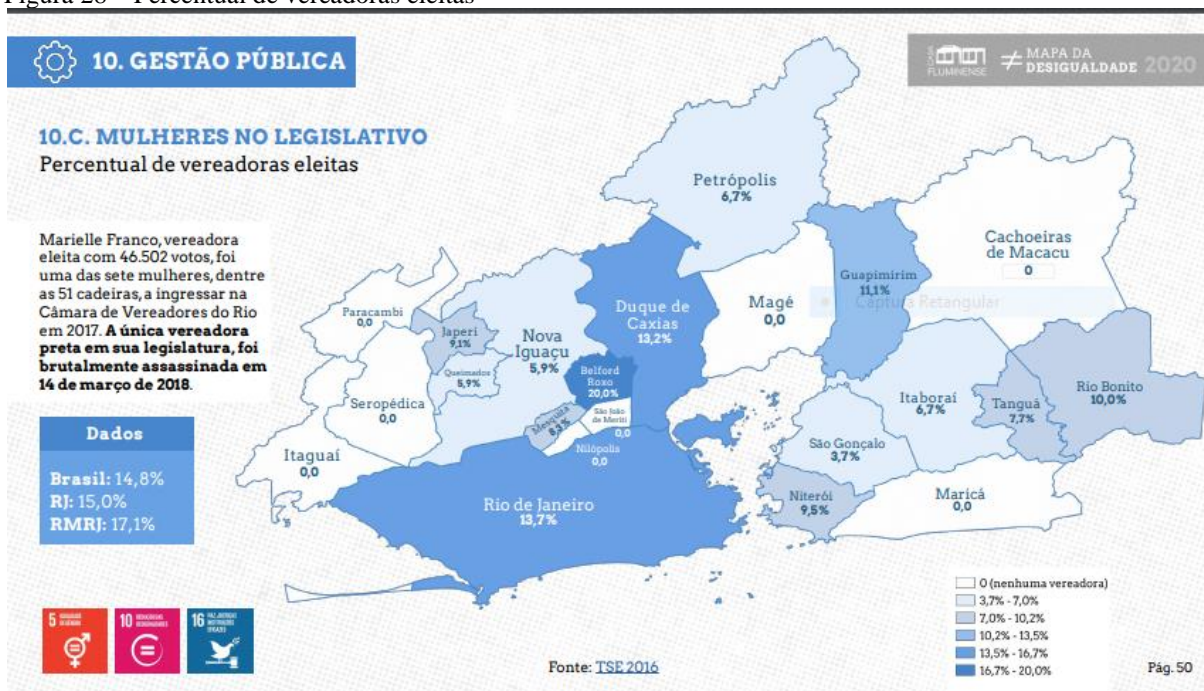 Figura 28 – Percentual de vereadoras eleitas
10. GESTÃO PÚBLICA
CASA
FLUMINENSE
≠ MAPA DA
DESIGUALDADE 2020
10.C. MULHERES NO LEGISLATIVO
Percentual de vereadoras eleitas
Marielle Franco, vereadora
eleita com 46.502 votos, foi
uma das sete mulheres, dentre
as 51 cadeiras, a ingressar na
Câmara de Vereadores do Rio
em 2017. A única vereadora
preta em sua legislatura, foi
brutalmente assassinada em
14 de março de 2018.
Dados
Brasil: 14,8%
RJ: 15,0%
RMRJ: 17,1%
Petrópolis
6,7%
Cachoeiras
de Macacu
0
Guapimirim
11,1%
Captura Retangular
Magé
0,0
Duque de
Caxias
13,2%
Paracambi
0,0
Japeri
9,1%
Nova
Iguaçu
5,9%
Queimados
5,9%
Belford
Roxo
20,0%
Seropédica
0,0
Mesquita
8,3%
São João
de Meriti
0,0
Nilópolis
0,0
Itaguaí
0,0
Rio de Janeiro
13,7%
Itaboraí
6,7%
Tanguá
7,7%
Rio Bonito
10,0%
São Gonçalo
3,7%
Niterói
9,5%
Maricá
0,0
0 (nenhuma vereadora)
3,7% - 7,0%
7,0% - 10,2%
10,2% - 13,5%
13,5% - 16,7%
16,7% - 20,0%
5
10
16
Fonte: TSE 2016
Pág. 50